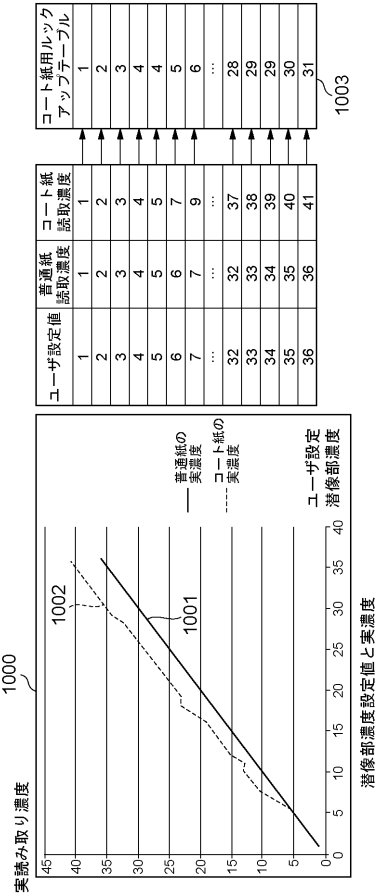 1000
実読み取り濃度
45
40
35
30
25
20
15
10
5
0
0
5
10
15
20
25
30
35
40
1002
1001
普通紙の
実濃度
コート紙の
実濃度
ユーザ設定
潜像部濃度
潜像部濃度設定値と実濃度
ユーザ設定値 普通紙読取濃度 コート紙読取濃度 コート紙用ルックアップテーブル
1 1 1 1
2 2 2 2
3 3 3 3
4 4 4 4
5 5 5 4
6 6 7 5
7 7 9 6
… … … …
32 32 37 28
33 33 38 29
34 34 39 29
35 35 40 30
36 36 41 31
1003